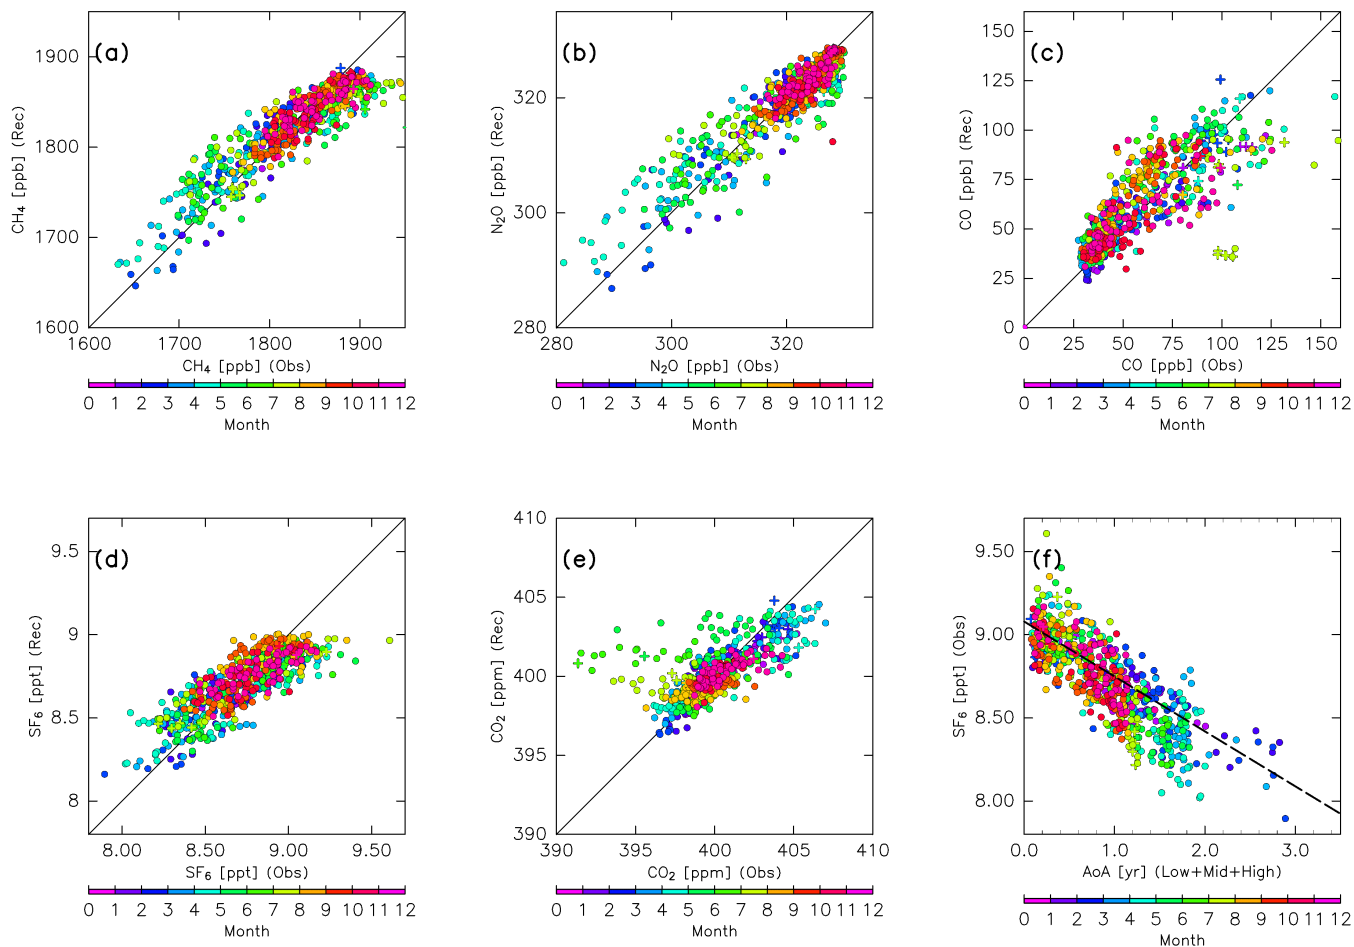 (a)
CH4 [ppb] (Rec)
1900
1800
1700
1600
1600 1700 1800 1900
CH4 [ppb] (Obs)
0 1 2 3 4 5 6 7 8 9 10 11 12
Month
(b)
N2O [ppb] (Rec)
320
300
280
280 300 320
N2O [ppb] (Obs)
0 1 2 3 4 5 6 7 8 9 10 11 12
Month
(c)
CO [ppb] (Rec)
150
125
100
75
50
25
0
0 25 50 75 100 125 150
CO [ppb] (Obs)
0 1 2 3 4 5 6 7 8 9 10 11 12
Month
(d)
SF6 [ppt] (Rec)
9.5
9
8.5
8
8.00 8.50 9.00 9.50
SF6 [ppt] (Obs)
0 1 2 3 4 5 6 7 8 9 10 11 12
Month
(e)
CO2 [ppm] (Rec)
410
405
400
395
390
390 395 400 405 410
CO2 [ppm] (Obs)
0 1 2 3 4 5 6 7 8 9 10 11 12
Month
(f)
SF6 [ppt] (Obs)
9.50
9.00
8.50
8.00
0.0 1.0 2.0 3.0
AoA [yr] (Low+Mid+High)
0 1 2 3 4 5 6 7 8 9 10 11 12
Month